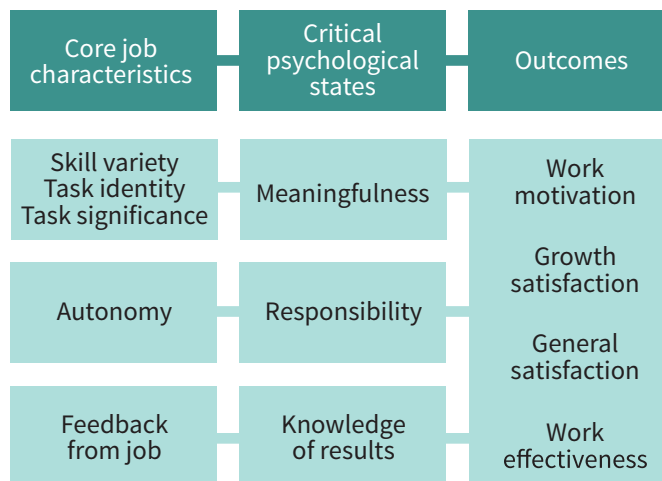 Core job
characteristics
Critical
psychological
states
Outcomes
Skill variety
Task identity
Task significance
Meaningfulness
Work
motivation
Growth
satisfaction
Autonomy
Responsibility
General
satisfaction
Feedback
from job
Knowledge
of results
Work
effectiveness